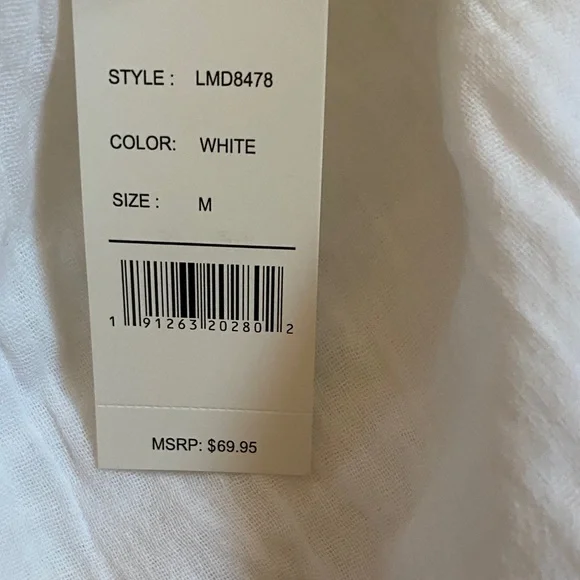 STYLE : LMD8478
COLOR: WHITE
SIZE : M
1 91263 20280 2
MSRP: $69.95